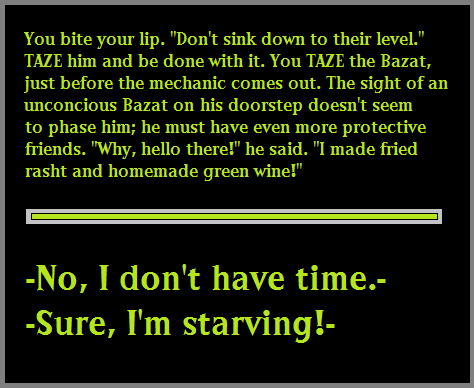 You bite your lip. "Don't sink down to their level."
TAZE him and be done with it. You TAZE the Bazat,
just before the mechanic comes out. The sight of an
unconcious Bazat on his doorstep doesn't seem
to phase him; he must have even more protective
friends. "Why, hello there!" he said. "I made fried
rasht and homemade green wine!"
-No, I don't have time.-
-Sure, I'm starving!-